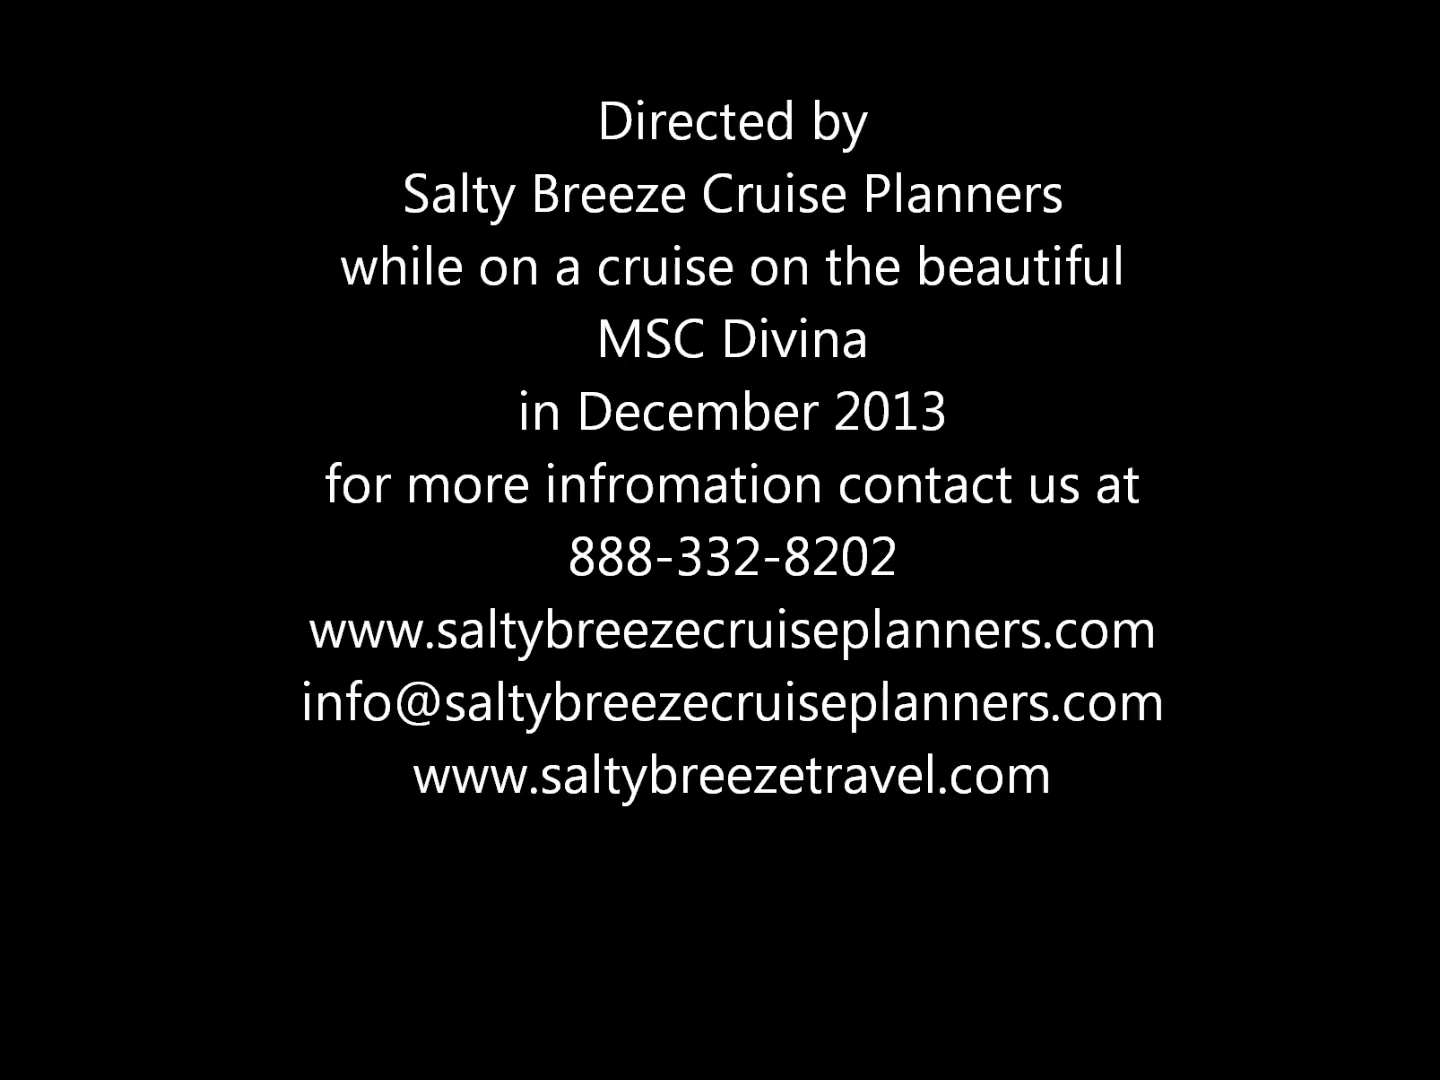 Directed by
Salty Breeze Cruise Planners
while on a cruise on the beautiful
MSC Divina
in December 2013
for more infromation contact us at
888-332-8202
www.saltybreezecruiseplanners.com
info@saltybreezecruiseplanners.com
www.saltybreezetravel.com